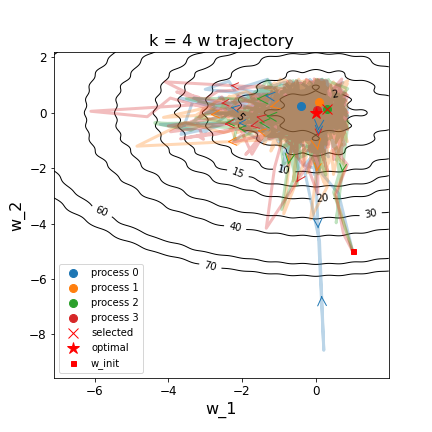 k = 4 w trajectory
w_2
2
0
−2
−4
−6
−8
2
5
10
15
20
30
40
60
70
process 0
process 1
process 2
process 3
selected
optimal
w_init
−6
−4
−2
0
w_1